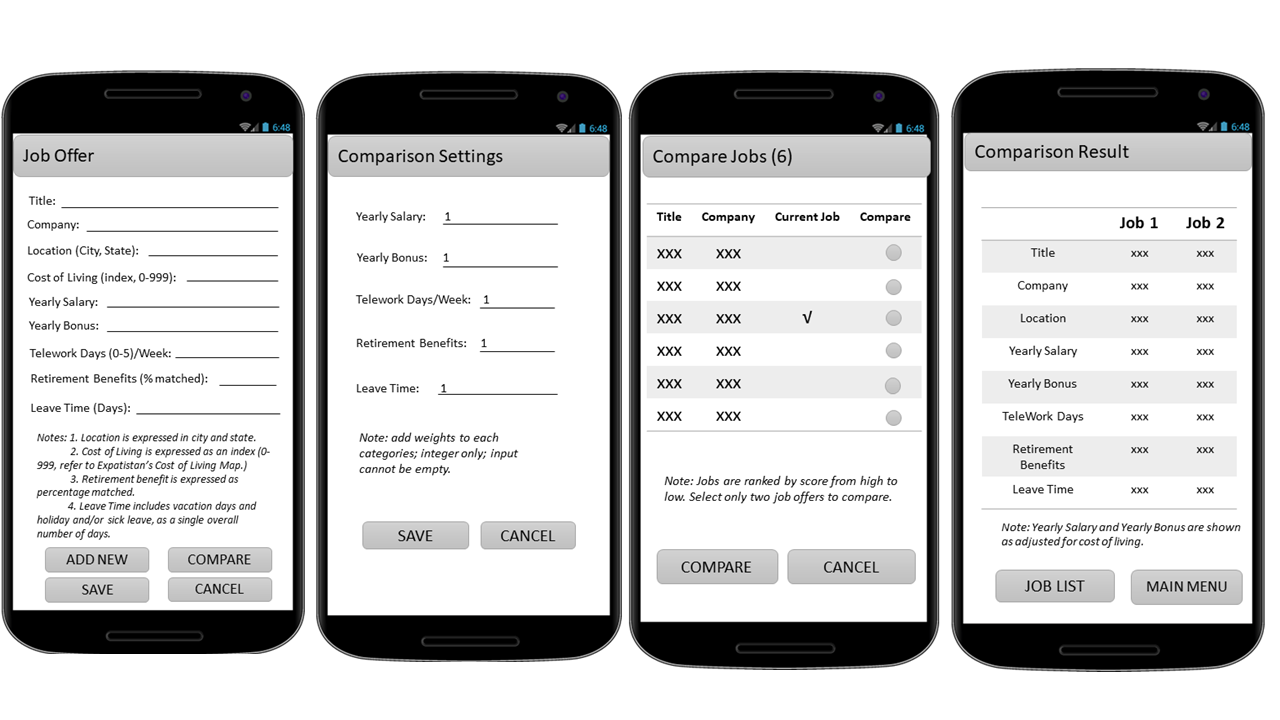 6:48
Job Offer
Title:
Company:
Location (City, State):
Cost of Living (index, 0-999):
Yearly Salary:
Yearly Bonus:
Telework Days (0-5)/Week:
Retirement Benefits (% matched):
Leave Time (Days):
Notes: 1. Location is expressed in city and state.
2. Cost of Living is expressed as an index (0-
999, refer to Expatistan's Cost of Living Map.)
3. Retirement benefit is expressed as
percentage matched.
4. Leave Time includes vacation days and
holiday and/or sick leave, as a single overall
number of days.
ADD NEW COMPARE
SAVE CANCEL
6:48
Comparison Settings
Yearly Salary: 1
Yearly Bonus: 1
Telework Days/Week: 1
Retirement Benefits: 1
Leave Time: 1
Note: add weights to each
categories; integer only; input
cannot be empty.
SAVE CANCEL
6:48
Compare Jobs (6)
Title Company Current Job Compare
XXX XXX
XXX XXX
XXX XXX √
XXX XXX
XXX XXX
XXX XXX
Note: Jobs are ranked by score from high to
low. Select only two job offers to compare.
COMPARE CANCEL
6:48
Comparison Result
Job 1 Job 2
Title xxx xxx
Company xxx xxx
Location xxx xxx
Yearly Salary xxx xxx
Yearly Bonus xxx xxx
TeleWork Days xxx xxx
Retirement xxx xxx
Benefits
Leave Time xxx xxx
Note: Yearly Salary and Yearly Bonus are shown
as adjusted for cost of living.
JOB LIST MAIN MENU